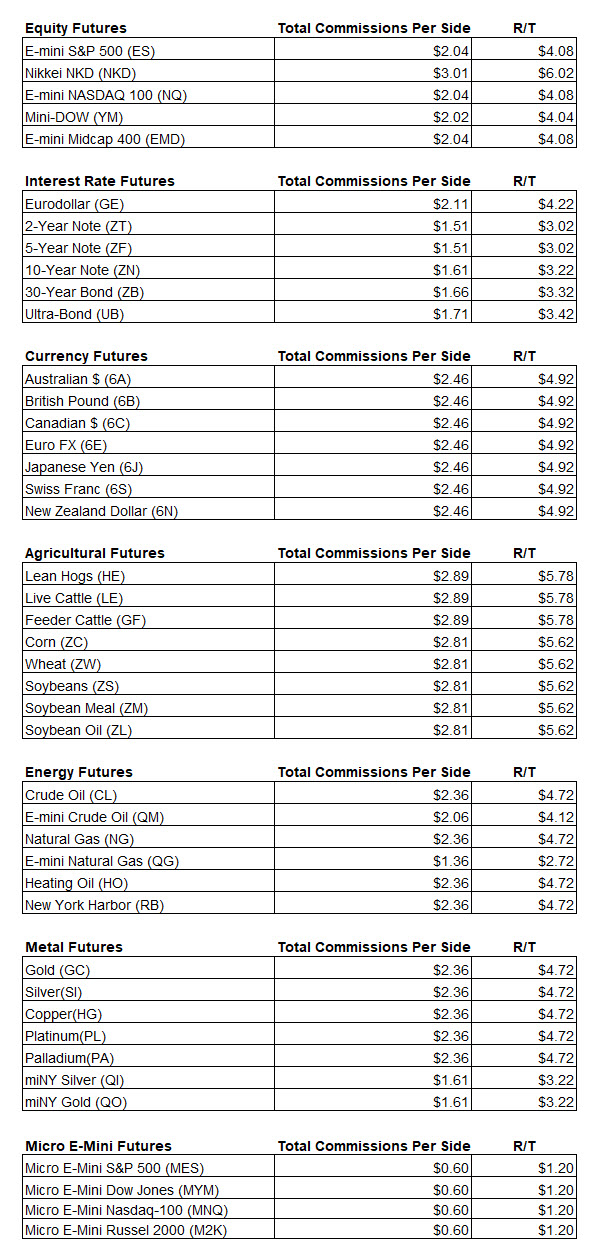 Equity Futures Total Commissions Per Side R/T
E-mini S&P 500 (ES) $2.04 $4.08
Nikkei NKD (NKD) $3.01 $6.02
E-mini NASDAQ 100 (NQ) $2.04 $4.08
Mini-DOW (YM) $2.02 $4.04
E-mini Midcap 400 (EMD) $2.04 $4.08
Interest Rate Futures Total Commissions Per Side R/T
Eurodollar (GE) $2.11 $4.22
2-Year Note (ZT) $1.51 $3.02
5-Year Note (ZF) $1.51 $3.02
10-Year Note (ZN) $1.61 $3.22
30-Year Bond (ZB) $1.66 $3.32
Ultra-Bond (UB) $1.71 $3.42
Currency Futures Total Commissions Per Side R/T
Australian $ (6A) $2.46 $4.92
British Pound (6B) $2.46 $4.92
Canadian $ (6C) $2.46 $4.92
Euro FX (6E) $2.46 $4.92
Japanese Yen (6J) $2.46 $4.92
Swiss Franc (6S) $2.46 $4.92
New Zealand Dollar (6N) $2.46 $4.92
Agricultural Futures Total Commissions Per Side R/T
Lean Hogs (HE) $2.89 $5.78
Live Cattle (LE) $2.89 $5.78
Feeder Cattle (GF) $2.89 $5.78
Corn (ZC) $2.81 $5.62
Wheat (ZW) $2.81 $5.62
Soybeans (ZS) $2.81 $5.62
Soybean Meal (ZM) $2.81 $5.62
Soybean Oil (ZL) $2.81 $5.62
Energy Futures Total Commissions Per Side R/T
Crude Oil (CL) $2.36 $4.72
E-mini Crude Oil (QM) $2.06 $4.12
Natural Gas (NG) $2.36 $4.72
E-mini Natural Gas (QG) $1.36 $2.72
Heating Oil (HO) $2.36 $4.72
New York Harbor (RB) $2.36 $4.72
Metal Futures Total Commissions Per Side R/T
Gold (GC) $2.36 $4.72
Silver(SI) $2.36 $4.72
Copper(HG) $2.36 $4.72
Platinum(PL) $2.36 $4.72
Palladium(PA) $2.36 $4.72
miNY Silver (QI) $1.61 $3.22
miNY Gold (QO) $1.61 $3.22
Micro E-Mini Futures Total Commissions Per Side R/T
Micro E-Mini S&P 500 (MES) $0.60 $1.20
Micro E-Mini Dow Jones (MYM) $0.60 $1.20
Micro E-Mini Nasdaq-100 (MNQ) $0.60 $1.20
Micro E-Mini Russel 2000 (M2K) $0.60 $1.20